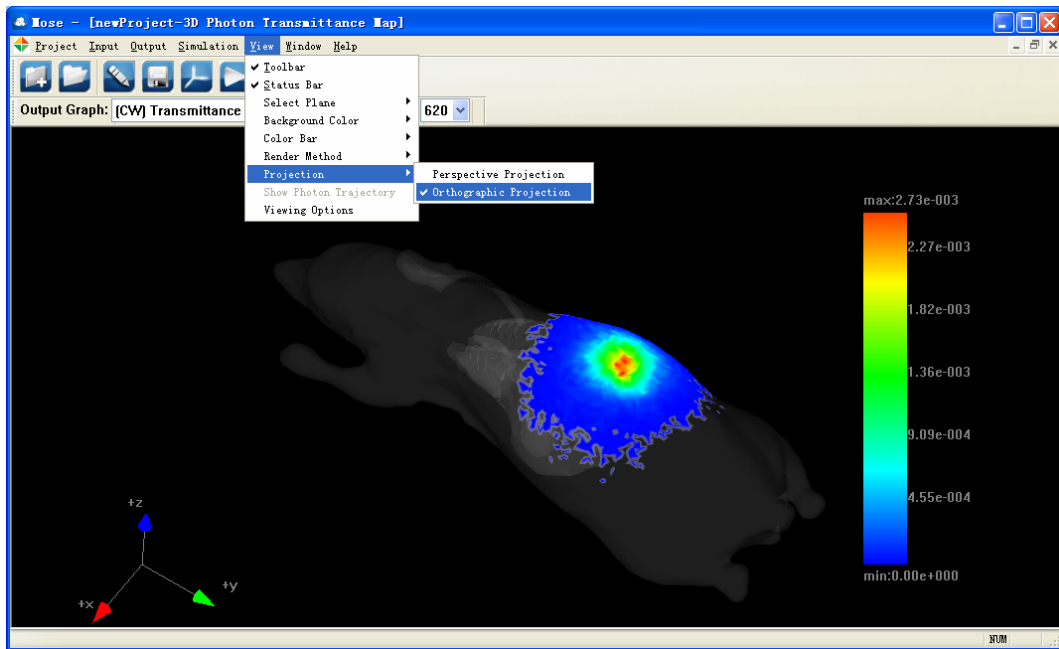 Mose - [newProject-3D Photon Transmittance Map]
Project Input Output Simulation View Window Help
Toolbar
Status Bar
Output Graph: (CW) Transmittance
620
Select Plane
Background Color
Color Bar
Render Method
Projection
Perspective Projection
Show Photon Trajectory
Orthographic Projection
Viewing Options
max:2.73e-003
2.27e-003
1.82e-003
1.36e-003
9.09e-004
4.55e-004
min:0.00e+000
+z
+y
+x
NUM